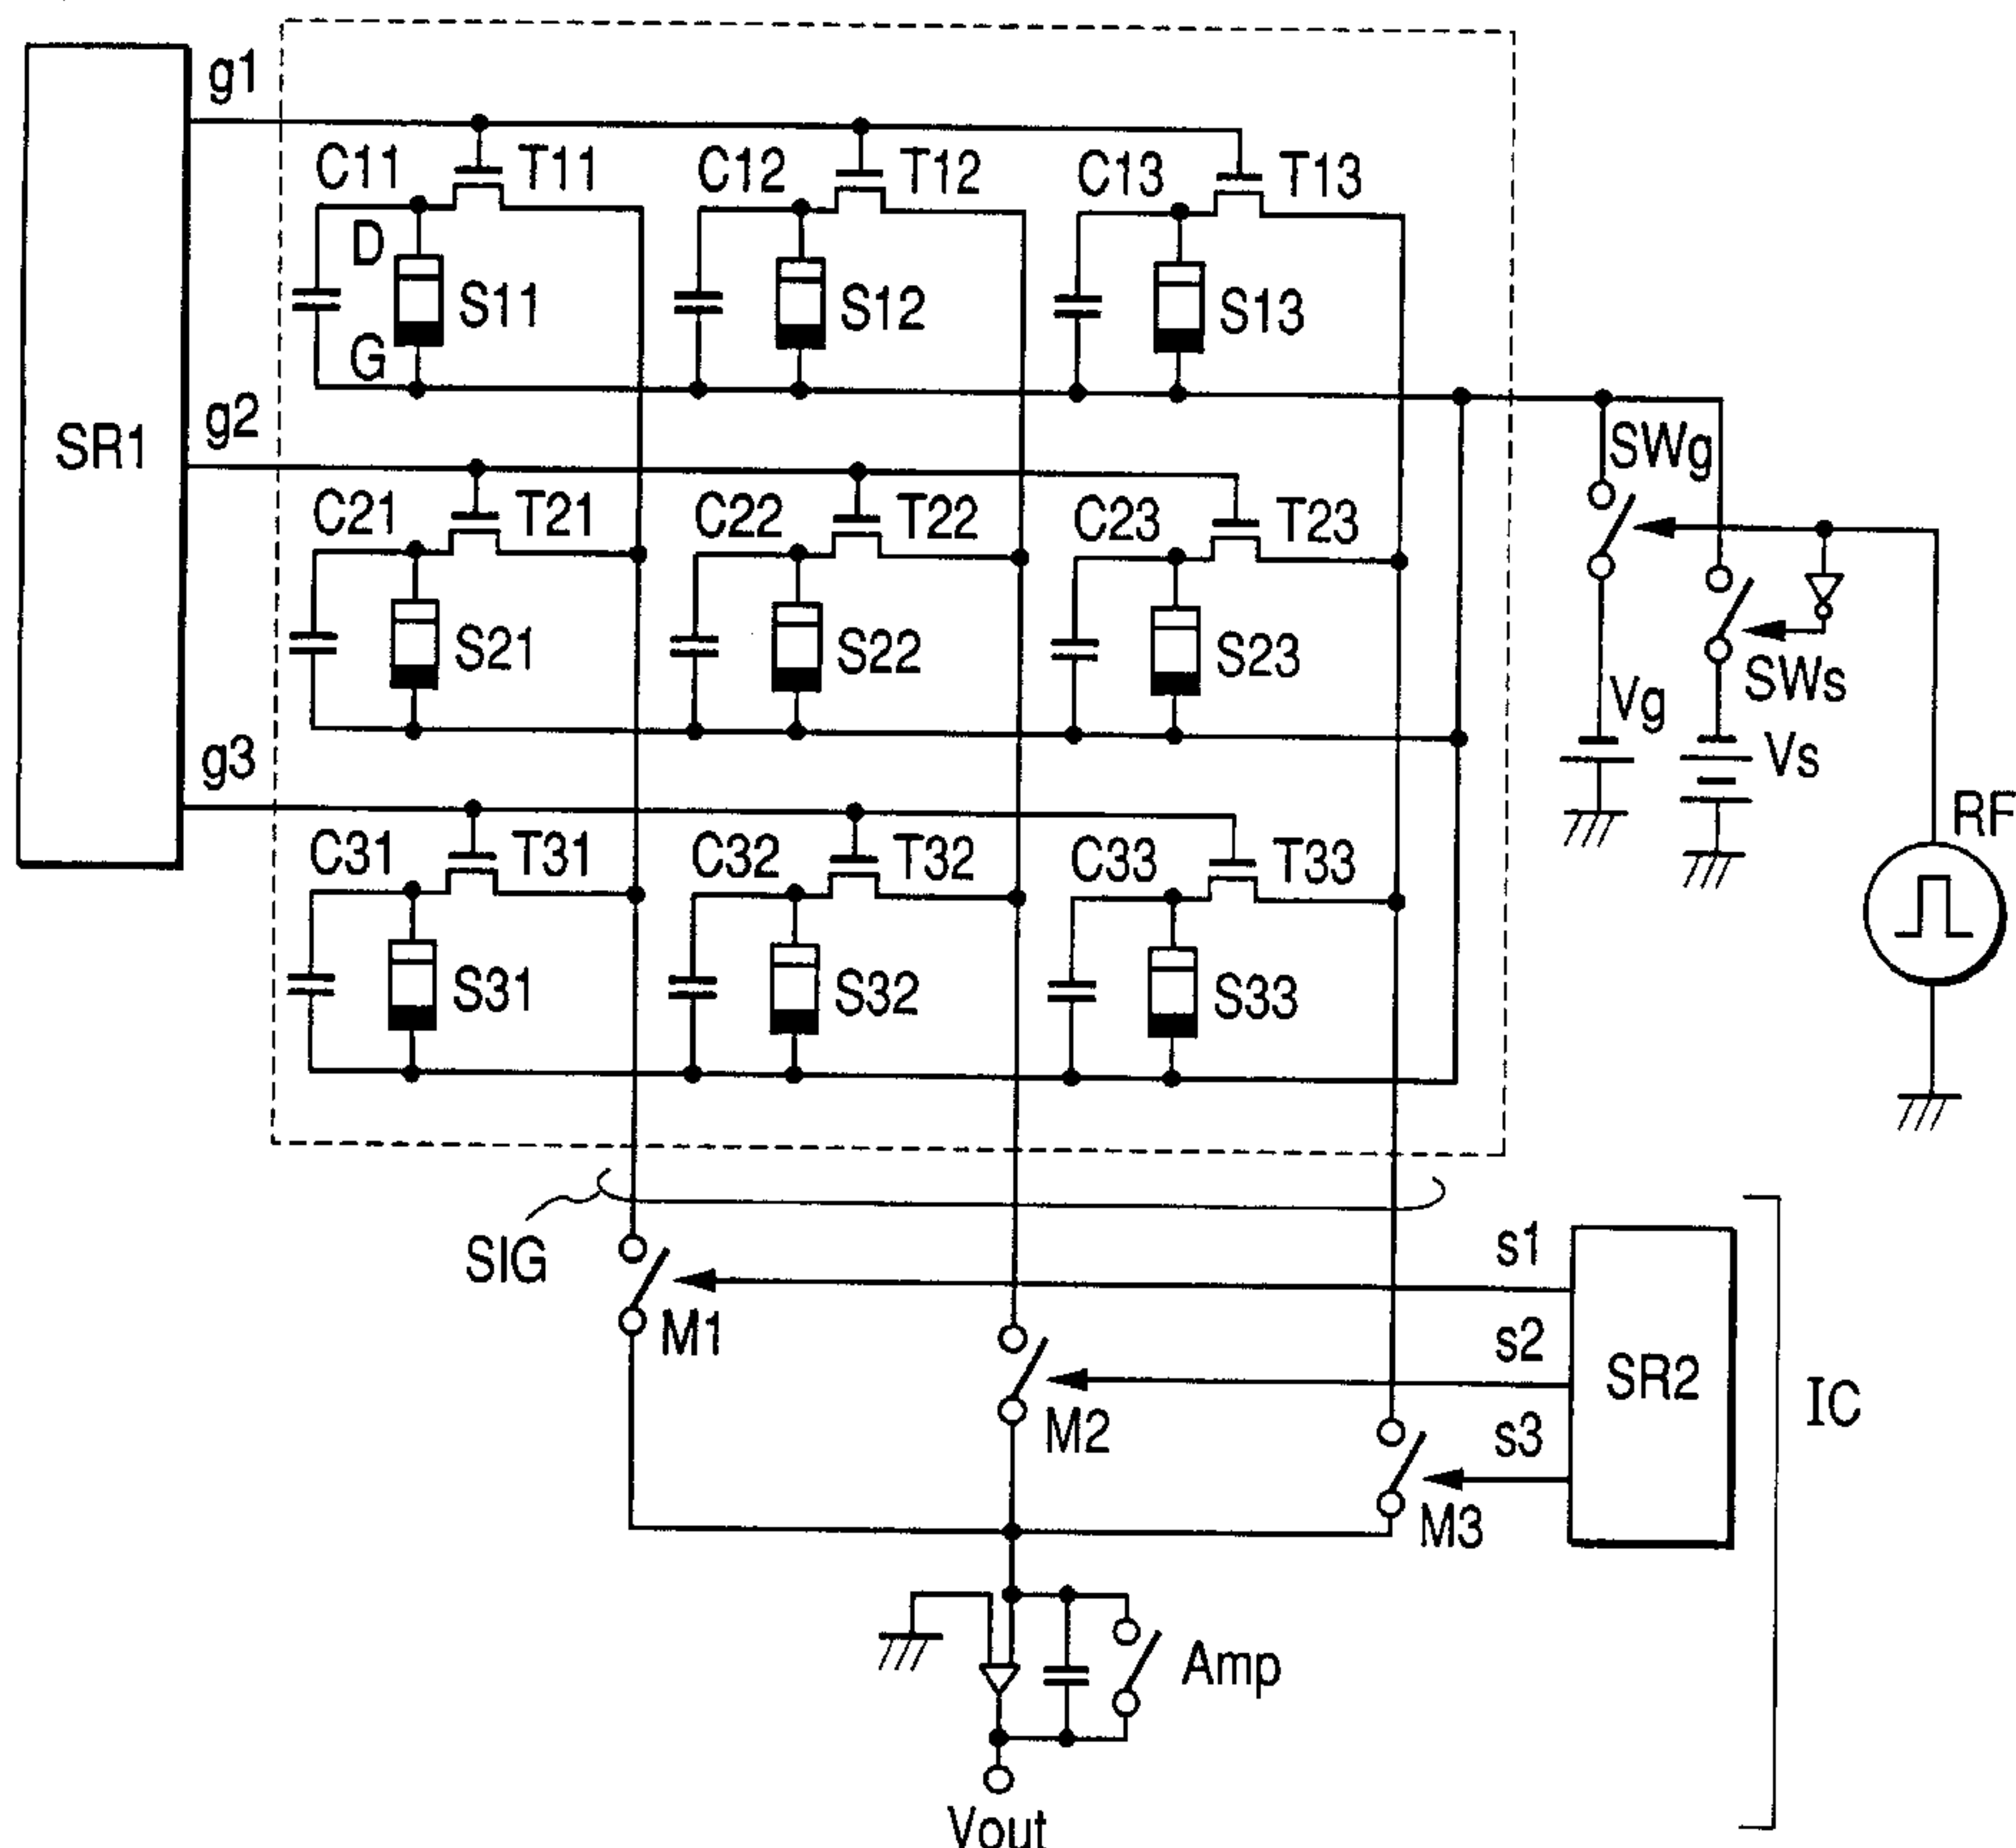 g1
C11 T11 C12 T12 C13 T13
D
S11 S12 S13
G
SR1
g2
SWg
C21 T21 C22 T22 C23 T23
S21 S22 S23
SWs
Vg
Vs
g3
RF
C31 T31 C32 T32 C33 T33
S31 S32 S33
SIG
s1
M1
s2
SR2
IC
M2
s3
M3
Amp
Vout